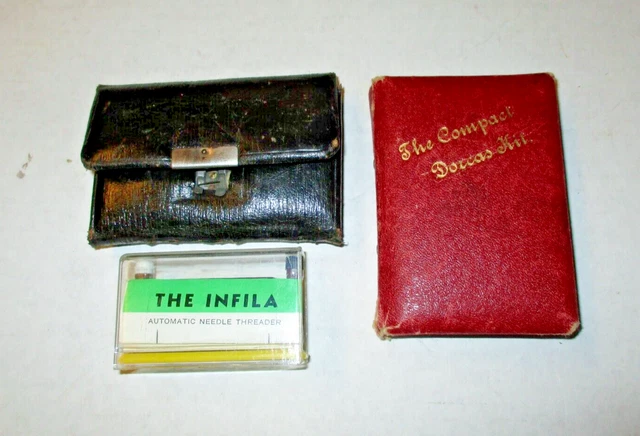 The Compact
Dorcas Kit.
THE INFILA
AUTOMATIC NEEDLE THREADER